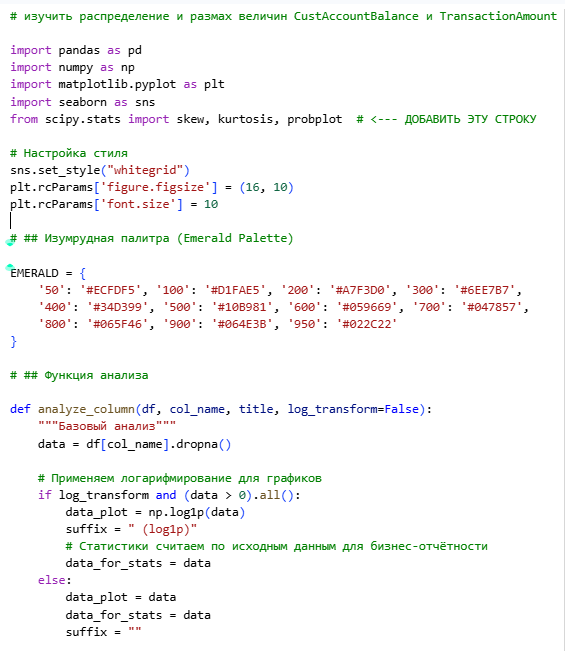 # изучить распределение и размах величин CustAccountBalance и TransactionAmount
import pandas as pd
import numpy as np
import matplotlib.pyplot as plt
import seaborn as sns
from scipy.stats import skew, kurtosis, probplot  # <--- ДОБАВИТЬ ЭТУ СТРОКУ
# Настройка стиля
sns.set_style("whitegrid")
plt.rcParams['figure.figsize'] = (16, 10)
plt.rcParams['font.size'] = 10
# ## Изумрудная палитра (Emerald Palette)
EMERALD = {
    '50': '#ECFDF5', '100': '#D1FAE5', '200': '#A7F3D0', '300': '#6EE7B7',
    '400': '#34D399', '500': '#10B981', '600': '#059669', '700': '#047857',
    '800': '#065F46', '900': '#064E3B', '950': '#022C22'
}
# ## Функция анализа
def analyze_column(df, col_name, title, log_transform=False):
    """Базовый анализ"""
    data = df[col_name].dropna()
    # Применяем логарифмирование для графиков
    if log_transform and (data > 0).all():
        data_plot = np.log1p(data)
        suffix = " (log1p)"
        # Статистики считаем по исходным данным для бизнес-отчётности
        data_for_stats = data
    else:
        data_plot = data
        data_for_stats = data
        suffix = ""